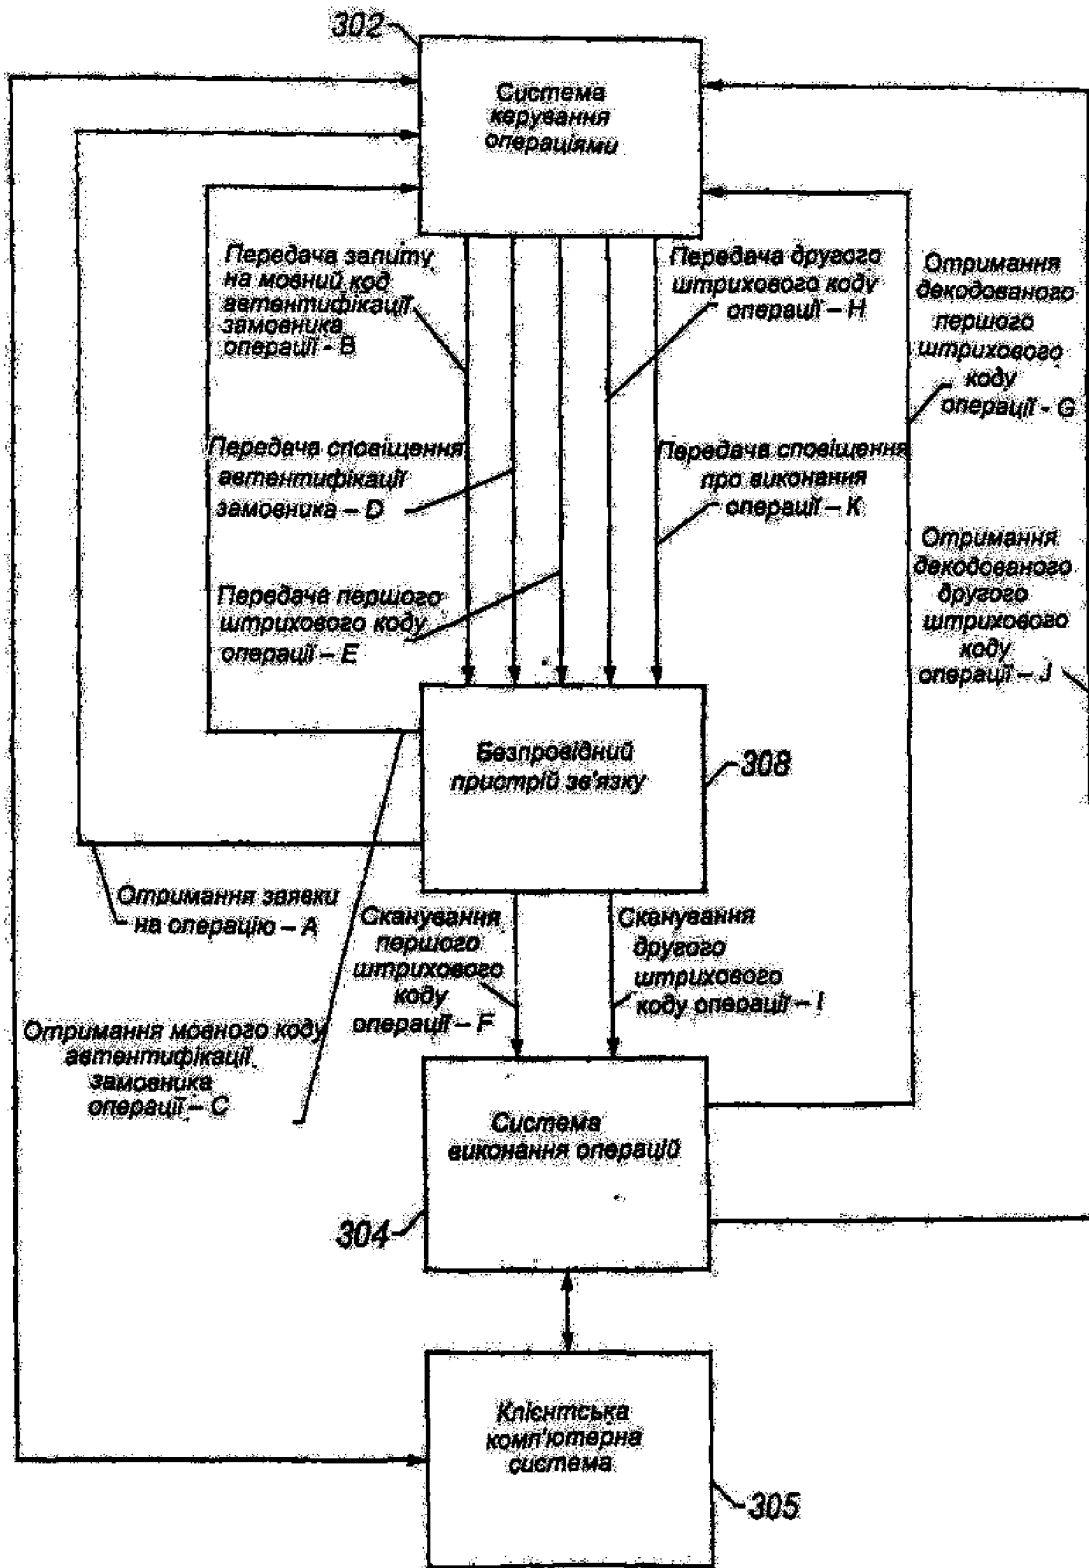 302
Система
керування
операціями
Передача запиту
на мовний код
автентифікації
замовника
операції - B
Передача другого
штрихового коду
операції – H
Отримання
декодованого
першого
штрихового
коду
операції - G
Передача сповіщення
автентифікації
замовника – D
Передача сповіщення
про виконання
операції – K
Отримання
декодованого
другого
штрихового
коду
операції – J
Передача першого
штрихового коду
операції – E
Безпровідний
пристрій зв'язку
308
Отримання заявки
на операцію – A
Сканування
першого
штрихового
коду
операції – F
Сканування
другого
штрихового
коду операції – I
Отримання мовного коду
автентифікації
замовника
операції – C
Система
виконання операцій
304
Клієнтська
комп'ютерна
система
305